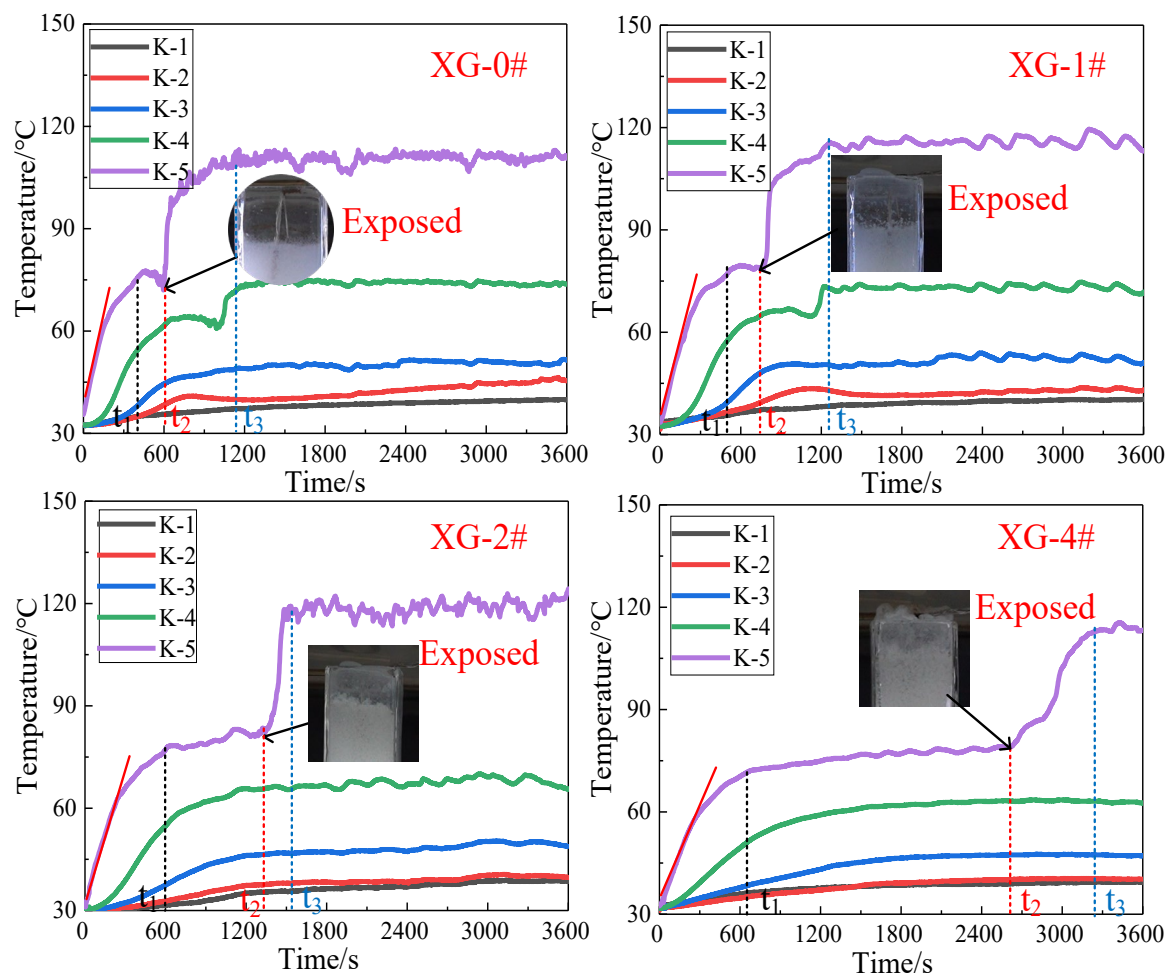 150
120
90
60
30
Temperature/°C
K-1
K-2
K-3
K-4
K-5
XG-0#
Exposed
t₁
t₂
t₃
0 600 1200 1800 2400 3000 3600
Time/s
150
120
90
60
30
Temperature/°C
K-1
K-2
K-3
K-4
K-5
XG-1#
Exposed
t₁
t₂
t₃
0 600 1200 1800 2400 3000 3600
Time/s
150
120
90
60
30
Temperature/°C
K-1
K-2
K-3
K-4
K-5
XG-2#
Exposed
t₁
t₂
t₃
0 600 1200 1800 2400 3000 3600
Time/s
150
120
90
60
30
Temperature/°C
K-1
K-2
K-3
K-4
K-5
XG-4#
Exposed
t₁
t₂
t₃
0 600 1200 1800 2400 3000 3600
Time/s